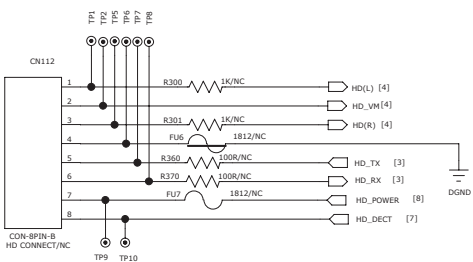 TP1 TP2 TP5 TP6 TP7 TP8
CN112
1 R300 1K/NC HD(L) [4]
2 HD_VM [4]
3 R301 1K/NC HD(R) [4]
4 FU6 1812/NC
5 R360 100R/NC HD_TX [3]
6 R370 100R/NC HD_RX [3]
DGND
7 FU7 1812/NC HD_POWER [8]
8 HD_DECT [7]
CON-8PIN-B
HD CONNECT/NC
TP9 TP10